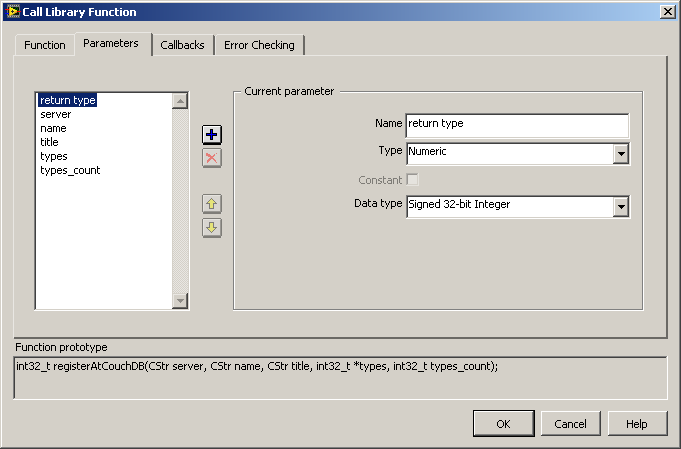 Call Library Function
Function Parameters Callbacks Error Checking
return type
server
name
title
types
types_count
Current parameter
Name return type
Type Numeric
Constant
Data type Signed 32-bit Integer
Function prototype
int32_t registerAtCouchDB(CStr server, CStr name, CStr title, int32_t *types, int32_t types_count);
OK Cancel Help